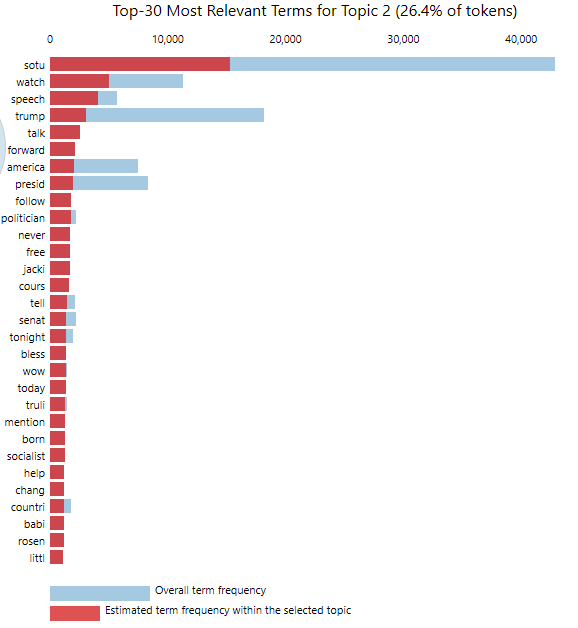 Top-30 Most Relevant Terms for Topic 2 (26.4% of tokens)
0 10,000 20,000 30,000 40,000
sotu
watch
speech
trump
talk
forward
america
presid
follow
politician
never
free
jacki
cours
tell
senat
tonight
bless
wow
today
truli
mention
born
socialist
help
chang
countri
babi
rosen
littl
Overall term frequency
Estimated term frequency within the selected topic